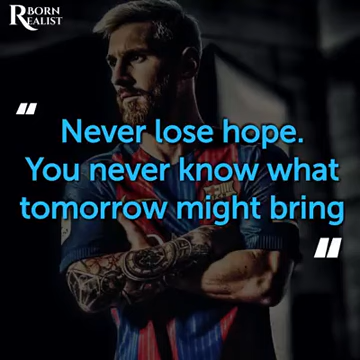 BORN
REALIST
"
Never lose hope.
You never know what
tomorrow might bring
"